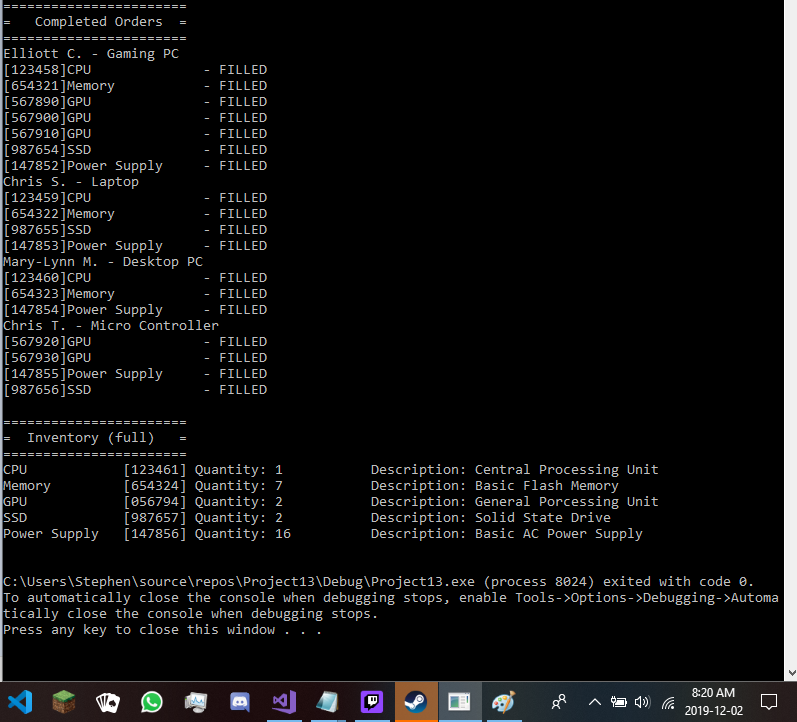 =======================
=   Completed Orders  =
=======================
Elliott C. - Gaming PC
[123458]CPU              - FILLED
[654321]Memory           - FILLED
[567890]GPU              - FILLED
[567900]GPU              - FILLED
[567910]GPU              - FILLED
[987654]SSD              - FILLED
[147852]Power Supply     - FILLED
Chris S. - Laptop
[123459]CPU              - FILLED
[654322]Memory           - FILLED
[987655]SSD              - FILLED
[147853]Power Supply     - FILLED
Mary-Lynn M. - Desktop PC
[123460]CPU              - FILLED
[654323]Memory           - FILLED
[147854]Power Supply     - FILLED
Chris T. - Micro Controller
[567920]GPU              - FILLED
[567930]GPU              - FILLED
[147855]Power Supply     - FILLED
[987656]SSD              - FILLED
=======================
=  Inventory (full)   =
=======================
CPU            [123461] Quantity: 1           Description: Central Processing Unit
Memory         [654324] Quantity: 7           Description: Basic Flash Memory
GPU            [056794] Quantity: 2           Description: General Porcessing Unit
SSD            [987657] Quantity: 2           Description: Solid State Drive
Power Supply   [147856] Quantity: 16          Description: Basic AC Power Supply
C:\Users\Stephen\source\repos\Project13\Debug\Project13.exe (process 8024) exited with code 0.
To automatically close the console when debugging stops, enable Tools->Options->Debugging->Automa
tically close the console when debugging stops.
Press any key to close this window . . .
8:20 AM
2019-12-02